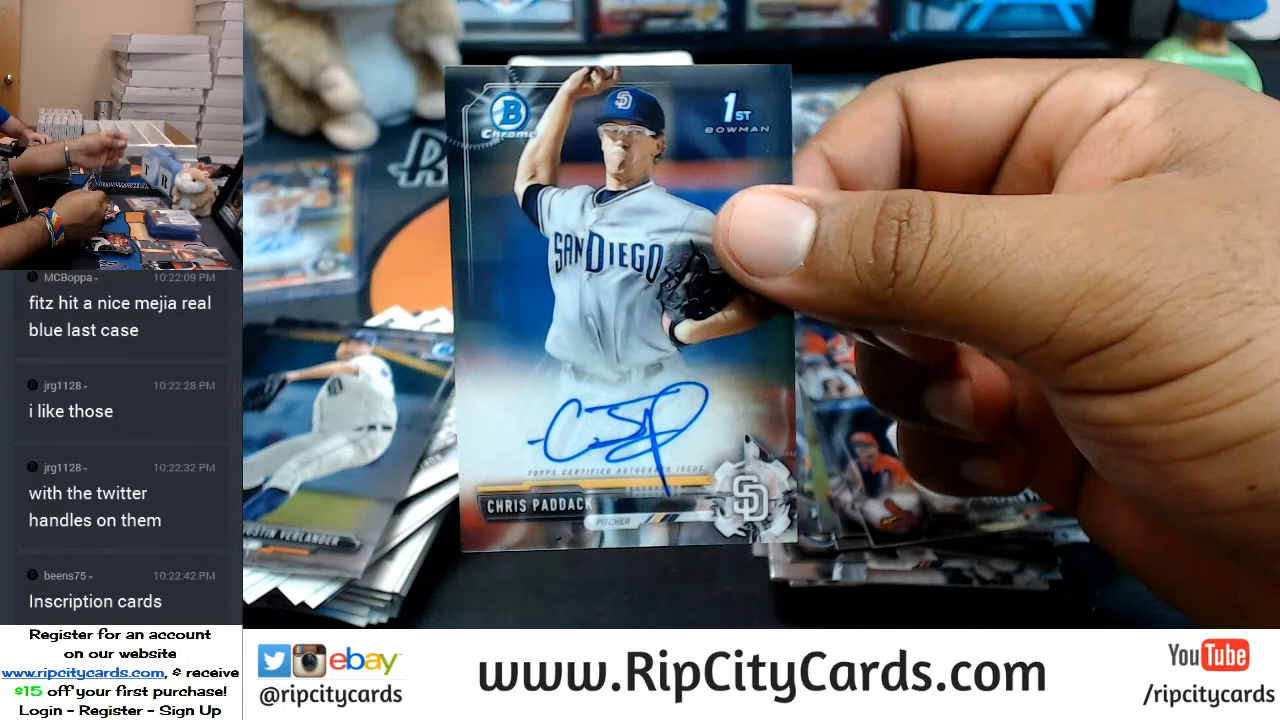 MCBoppa 10:22:09 PM
fitz hit a nice mejia real
blue last case
jrg1128 10:22:28 PM
i like those
jrg1128 10:22:32 PM
with the twitter
handles on them
beens75 10:22:42 PM
Inscription cards
Register for an account
on our website
www.ripcitycards.com, & receive
$15 off your first purchase!
Login - Register - Sign Up
B
Chrome
1ST
BOWMAN
SD
SAN DIEGO
TOPPS CERTIFIED AUTOGRAPH ISSUE
CHRIS PADDACK
PITCHER
SD
JUSTIN VERLANDER
ebay
@ripcitycards
www.RipCityCards.com
YouTube
/ripcitycards